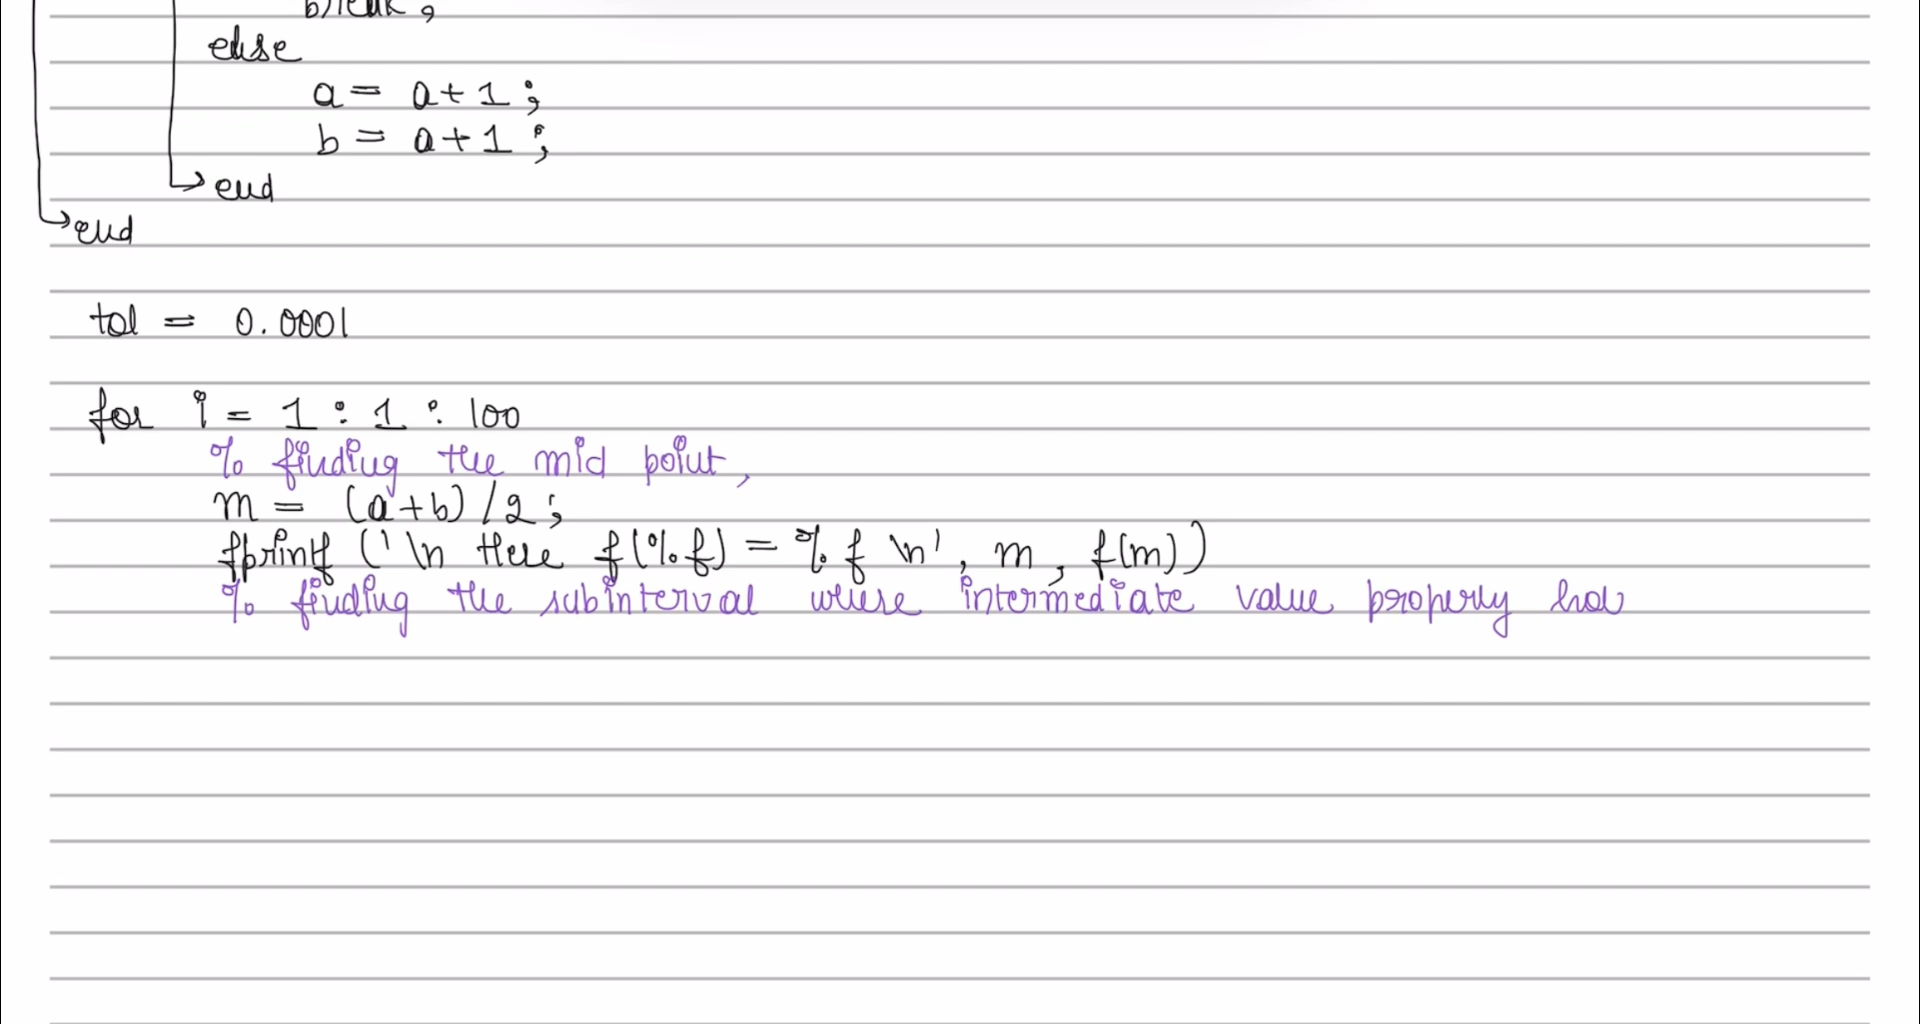 break;
else
a = a+1;
b = a+1;
end
end
tol = 0.0001
for i = 1:1:100
% finding the mid point,
m = (a+b)/2;
fprintf ('\n Here f(%f) = %f \n', m, f(m))
% finding the subinterval where intermediate value property